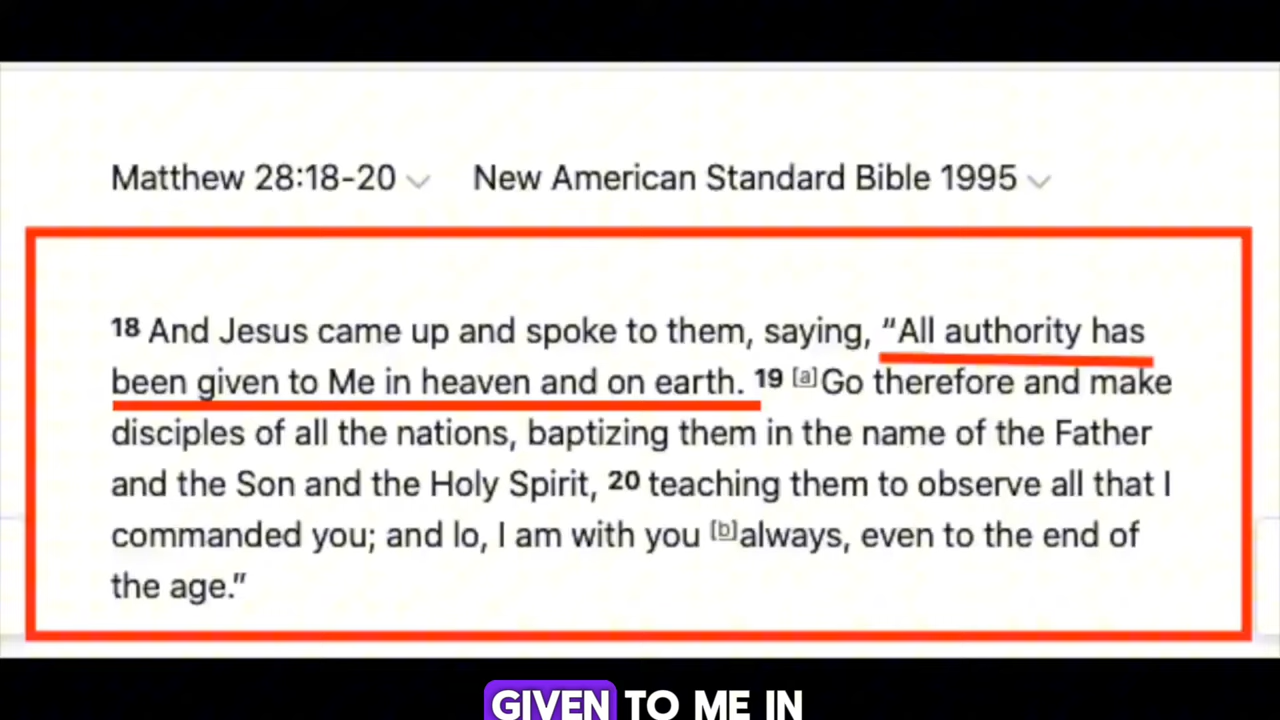 Matthew 28:18-20 New American Standard Bible 1995
18 And Jesus came up and spoke to them, saying, “All authority has
been given to Me in heaven and on earth. 19 [a]Go therefore and make
disciples of all the nations, baptizing them in the name of the Father
and the Son and the Holy Spirit, 20 teaching them to observe all that I
commanded you; and lo, I am with you [b]always, even to the end of
the age.”
GIVEN TO ME IN